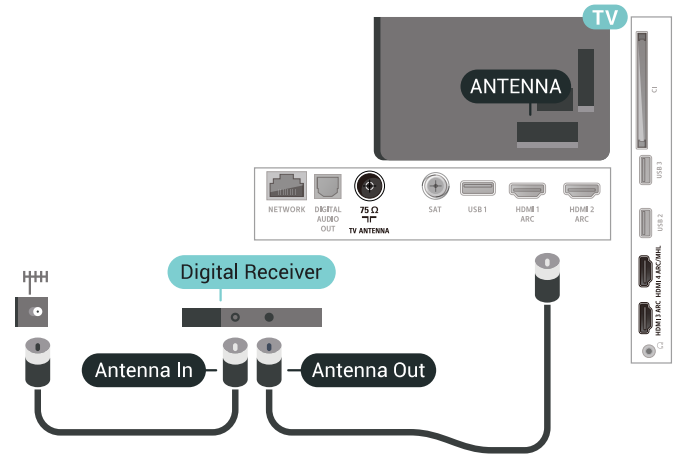 TV
ANTENNA
CI
USB 3
USB 2
HDMI 4 ARC/MHL
HDMI 3 ARC
NETWORK
DIGITAL
AUDIO
OUT
75 Ω
TV ANTENNA
SAT
USB 1
HDMI 1
ARC
HDMI 2
ARC
Digital Receiver
Antenna In
Antenna Out